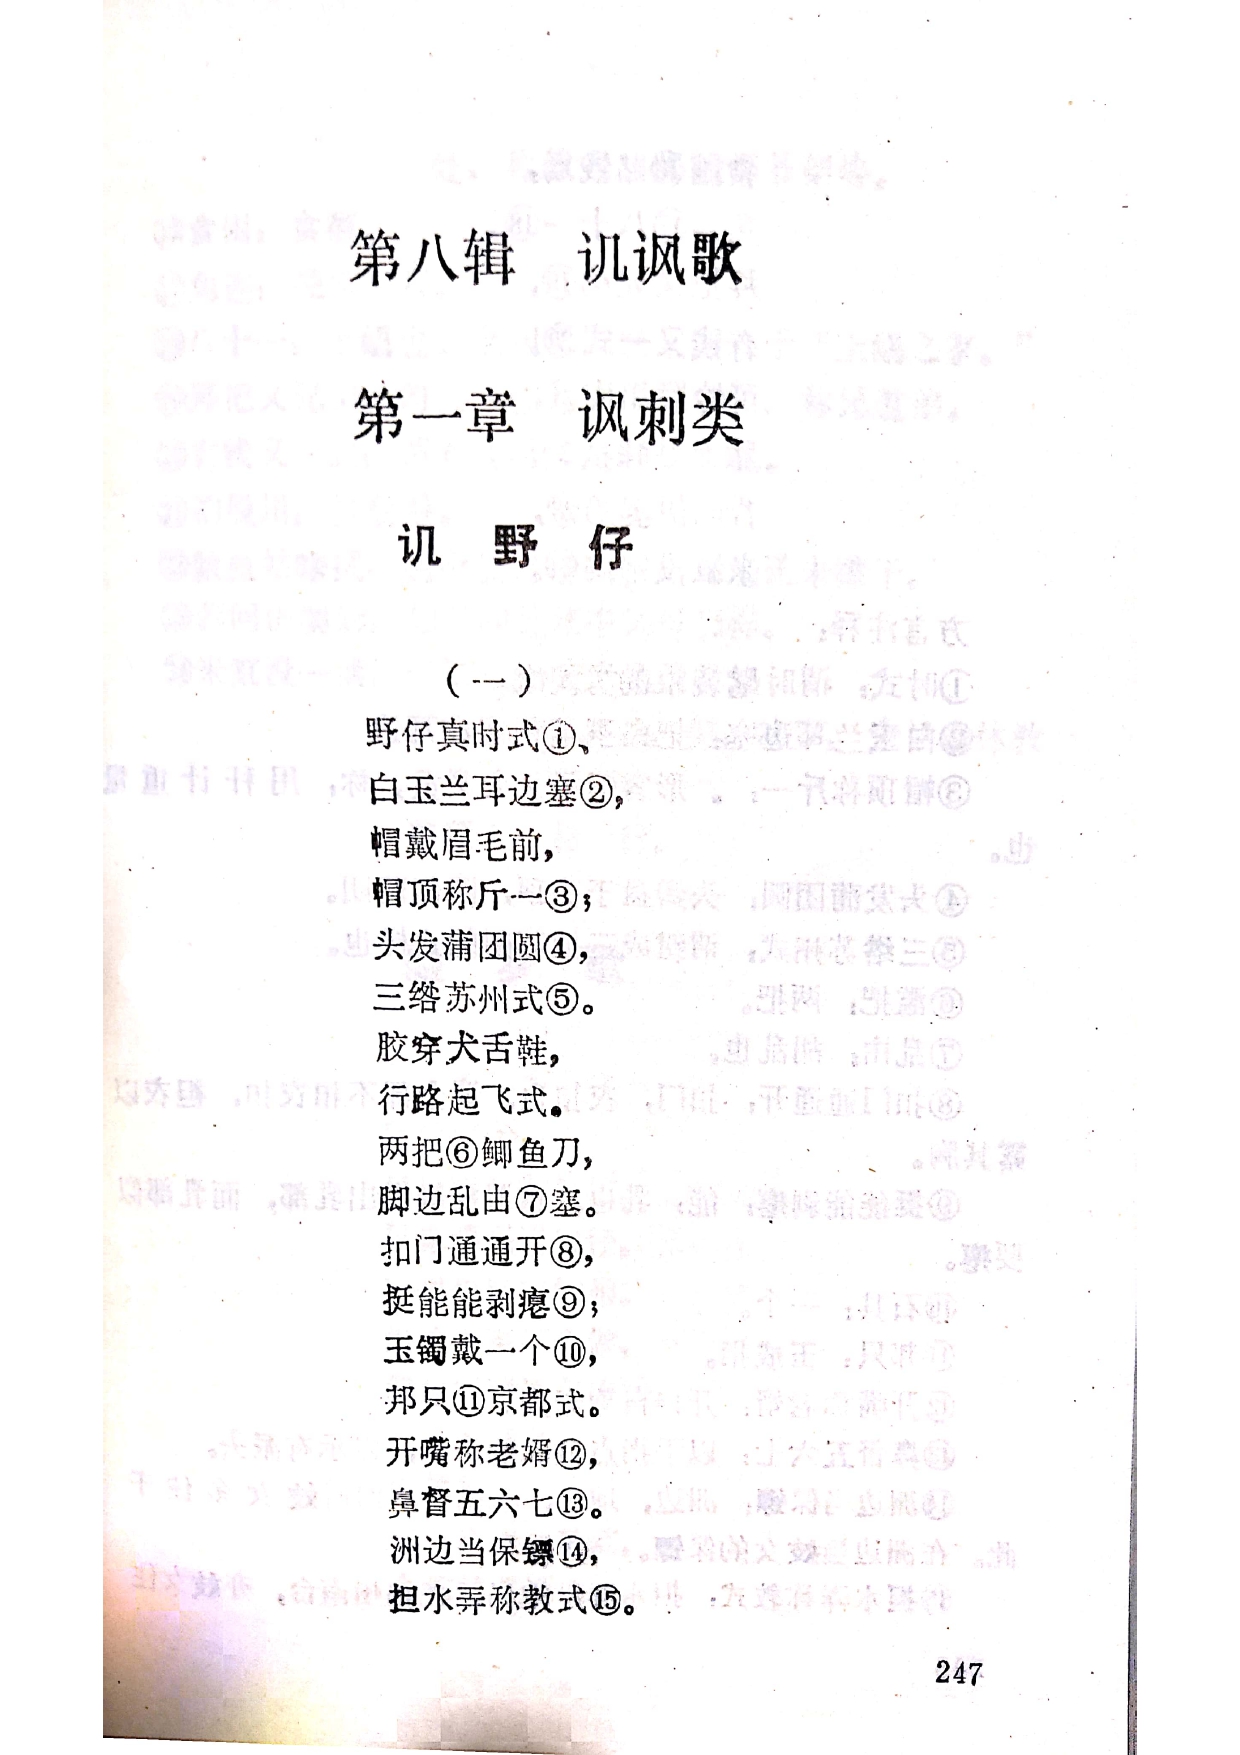 第八辑　讥讽歌
第一章　讽刺类
讥　野　仔
（一）
野仔真时式①、
白玉兰耳边塞②，
帽戴眉毛前，
帽顶称斤一③；
头发蒲团圆④，
三绺苏州式⑤。
胶穿犬舌鞋，
行路起飞式。
两把⑥鲫鱼刀，
脚边乱由⑦塞。
扣门通通开⑧，
挺能能剥瘪⑨；
玉镯戴一个⑩，
邦只⑪京都式。
开嘴称老婿⑫，
鼻督五六七⑬。
洲边当保镖⑭，
担水弄称教式⑮。
247